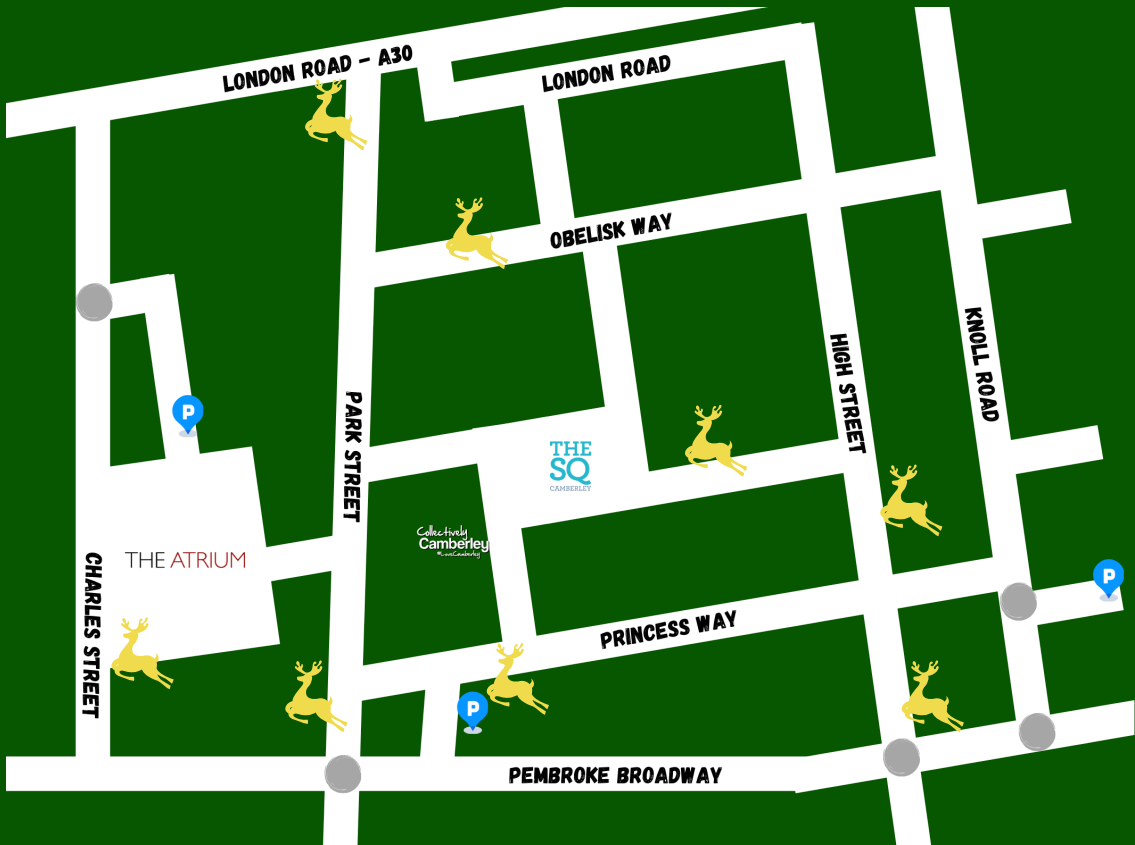 LONDON ROAD - A30
LONDON ROAD
OBELISK WAY
KNOLL ROAD
HIGH STREET
PARK STREET
P
THE
SQ
CAMBERLEY
Collectively
Camberley
#LoveCamberley
THE ATRIUM
CHARLES STREET
P
PRINCESS WAY
P
PEMBROKE BROADWAY